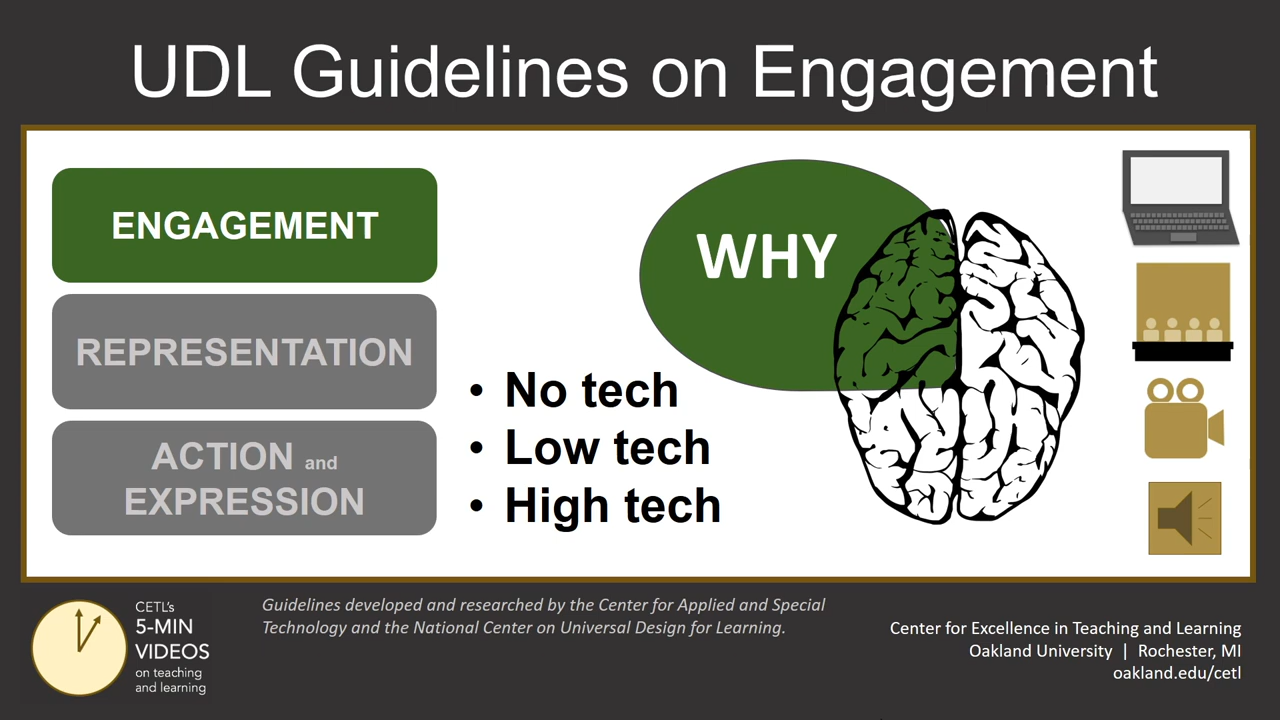 UDL Guidelines on Engagement
ENGAGEMENT
REPRESENTATION
ACTION and
EXPRESSION
WHY
• No tech
• Low tech
• High tech
CETL's
5-MIN
VIDEOS
on teaching
and learning
Guidelines developed and researched by the Center for Applied and Special
Technology and the National Center on Universal Design for Learning.
Center for Excellence in Teaching and Learning
Oakland University | Rochester, MI
oakland.edu/cetl